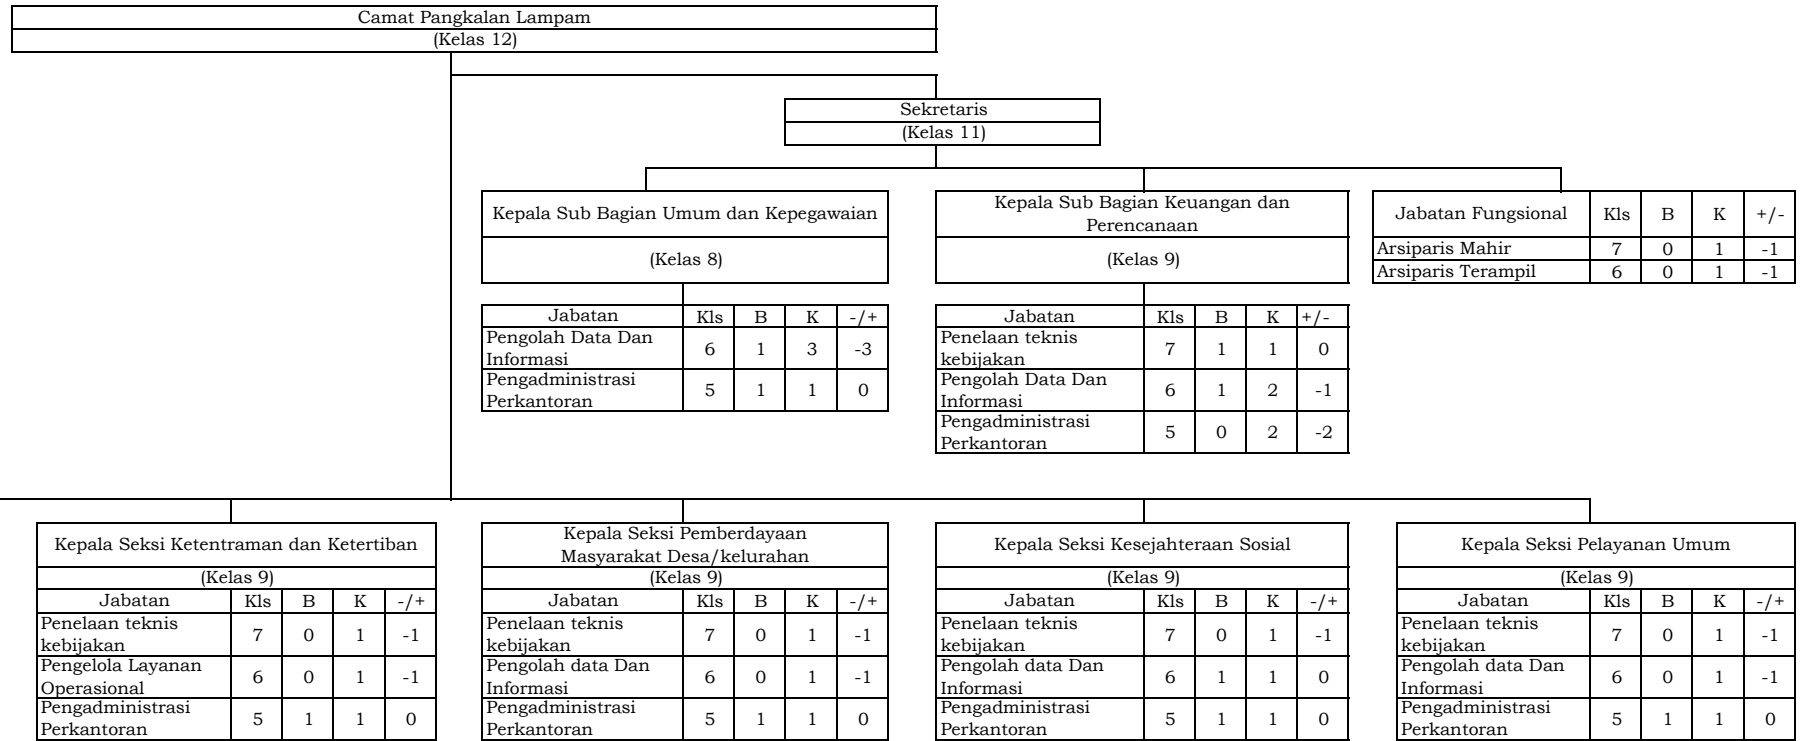 Camat Pangkalan Lampam
(Kelas 12)
Sekretaris
(Kelas 11)
Kepala Sub Bagian Umum dan Kepegawaian
(Kelas 8)
Jabatan Kls B K -/+
Pengolah Data Dan
Informasi 6 1 3 -3
Pengadministrasi
Perkantoran 5 1 1 0
Kepala Sub Bagian Keuangan dan
Perencanaan
(Kelas 9)
Jabatan Kls B K +/-
Penelaan teknis
kebijakan 7 1 1 0
Pengolah Data Dan
Informasi 6 1 2 -1
Pengadministrasi
Perkantoran 5 0 2 -2
Jabatan Fungsional Kls B K +/-
Arsiparis Mahir 7 0 1 -1
Arsiparis Terampil 6 0 1 -1
Kepala Seksi Ketentraman dan Ketertiban
(Kelas 9)
Jabatan Kls B K -/+
Penelaan teknis
kebijakan 7 0 1 -1
Pengelola Layanan
Operasional 6 0 1 -1
Pengadministrasi
Perkantoran 5 1 1 0
Kepala Seksi Pemberdayaan
Masyarakat Desa/kelurahan
(Kelas 9)
Jabatan Kls B K -/+
Penelaan teknis
kebijakan 7 0 1 -1
Pengolah data Dan
Informasi 6 0 1 -1
Pengadministrasi
Perkantoran 5 1 1 0
Kepala Seksi Kesejahteraan Sosial
(Kelas 9)
Jabatan Kls B K -/+
Penelaan teknis
kebijakan 7 0 1 -1
Pengolah data Dan
Informasi 6 1 1 0
Pengadministrasi
Perkantoran 5 1 1 0
Kepala Seksi Pelayanan Umum
(Kelas 9)
Jabatan Kls B K -/+
Penelaan teknis
kebijakan 7 0 1 -1
Pengolah data Dan
Informasi 6 0 1 -1
Pengadministrasi
Perkantoran 5 1 1 0